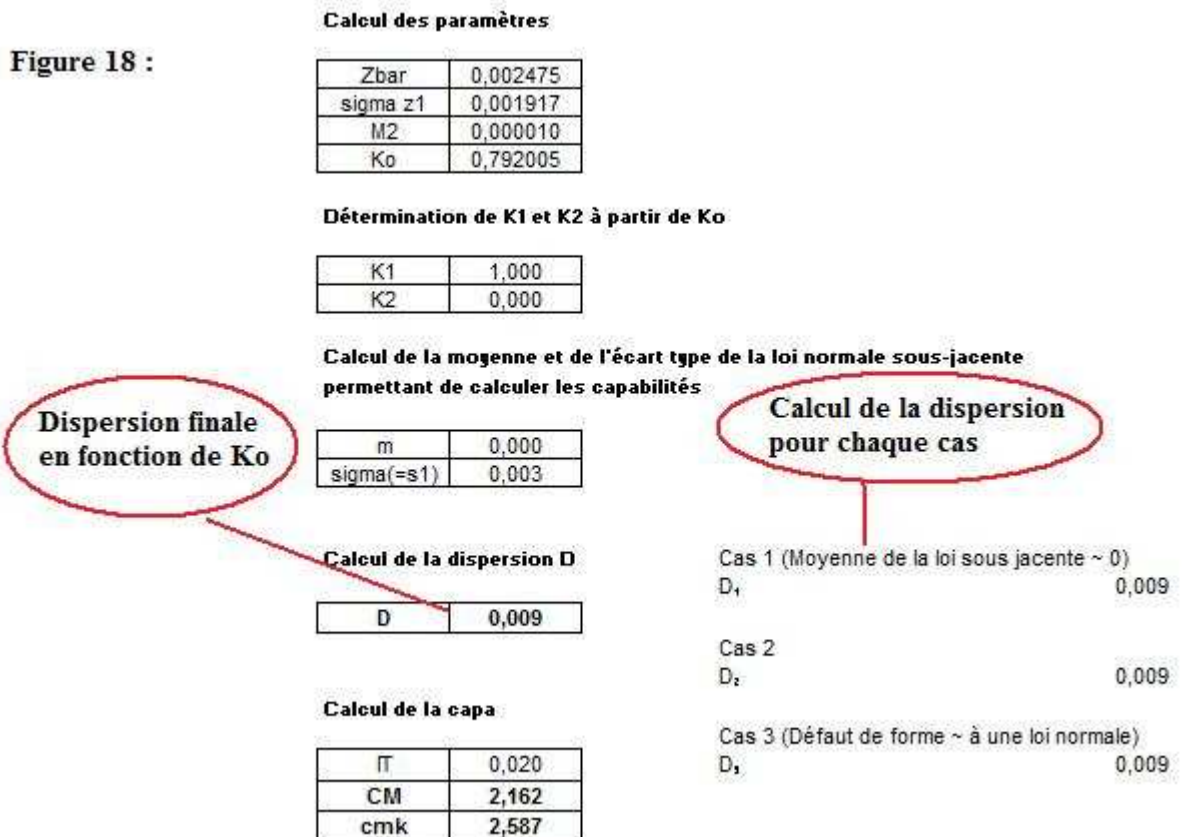 Calcul des paramètres
Figure 18 :
Zbar 0,002475
sigma z1 0,001917
M2 0,000010
Ko 0,792005
Détermination de K1 et K2 à partir de Ko
K1 1,000
K2 0,000
Calcul de la moyenne et de l'écart type de la loi normale sous-jacente
permettant de calculer les capabilités
Dispersion finale
en fonction de Ko
m 0,000
sigma(=s1) 0,003
Calcul de la dispersion
pour chaque cas
Calcul de la dispersion D
D 0,009
Cas 1 (Moyenne de la loi sous jacente ~ 0)
D₁ 0,009
Cas 2
D₂ 0,009
Cas 3 (Défaut de forme ~ à une loi normale)
D₃ 0,009
Calcul de la capa
IT 0,020
CM 2,162
cmk 2,587